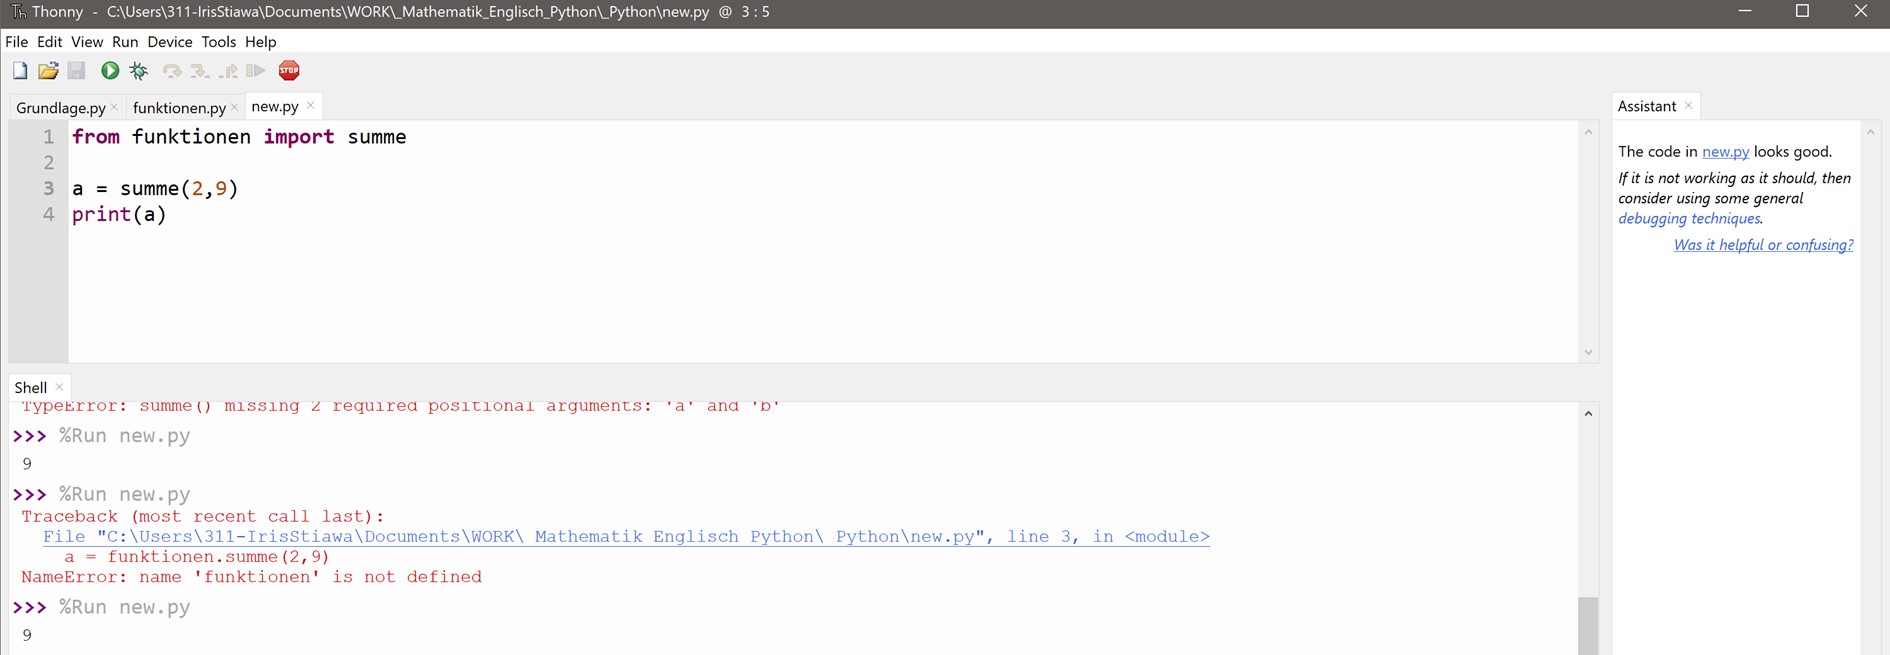 Thonny - C:\Users\311-IrisStiawa\Documents\WORK\_Mathematik_Englisch_Python\_Python\new.py @ 3 : 5
File Edit View Run Device Tools Help
STOP
Grundlage.py × funktionen.py × new.py ×
1 from funktionen import summe
2
3 a = summe(2,9)
4 print(a)
Shell ×
TypeError: summe() missing 2 required positional arguments: 'a' and 'b'
>>> %Run new.py
9
>>> %Run new.py
Traceback (most recent call last):
File "C:\Users\311-IrisStiawa\Documents\WORK\_Mathematik_Englisch_Python\_Python\new.py", line 3, in <module>
a = funktionen.summe(2,9)
NameError: name 'funktionen' is not defined
>>> %Run new.py
9
Assistant ×
The code in new.py looks good.
If it is not working as it should, then
consider using some general
debugging techniques.
Was it helpful or confusing?